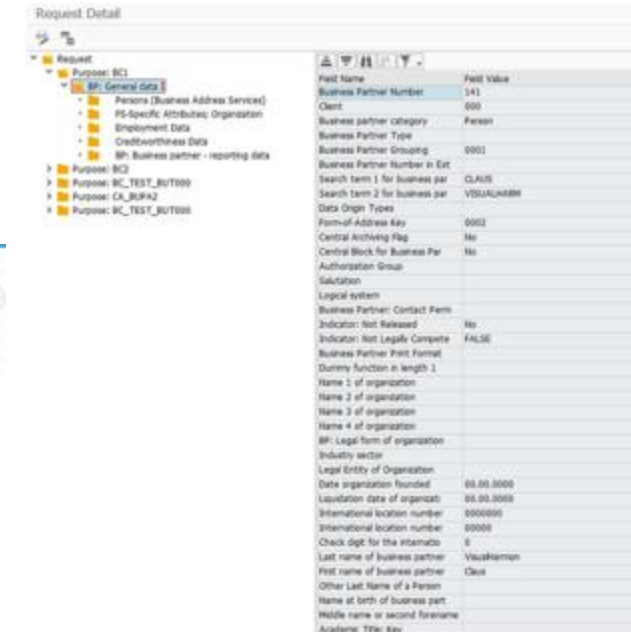 Request Detail
Request
Purpose: BC1
BP: General data
Persons (Business Address Services)
FS-Specific Attributes; Organization
Employment Data
Creditworthiness Data
BP: Business partner - reporting data
Purpose: BC2
Purpose: BC_TEST_BUT000
Purpose: CA_BUPA2
Purpose: BC_TEST_BUT000
Field Name Field Value
Business Partner Number 141
Client 000
Business partner category Person
Business Partner Type
Business Partner Grouping 0001
Business Partner Number in Ext
Search term 1 for business par CLAUS
Search term 2 for business par
Data Origin Types
Form-of-Address Key 0002
Central Archiving Flag No
Central Block for Business Par No
Authorization Group
Salutation
Logical system
Business Partner: Contact Perm
Indicator: Not Released No
Indicator: Not Legally Compete FALSE
Business Partner Print Format
Dummy function in length 1
Name 1 of organization
Name 2 of organization
Name 3 of organization
Name 4 of organization
BP: Legal form of organization
Industry sector
Legal Entity of Organization
Date organization founded 00.00.0000
Liquidation date of organizati 00.00.0000
International location number 0000000
International location number 00000
Check digit for the internatio 0
Last name of business partner
First name of business partner Claus
Other Last Name of a Person
Name at birth of business part
Middle name or second forename
Academic Title: Key